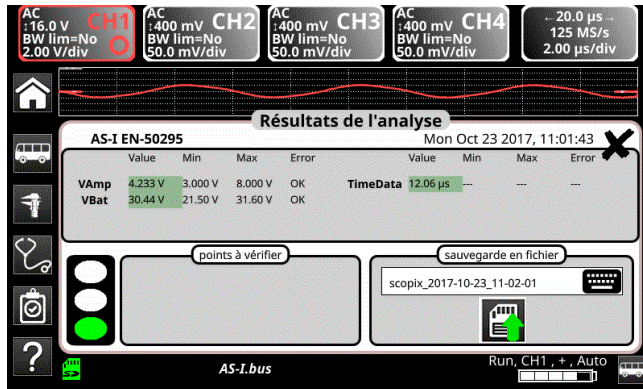 AC
↕16.0 V CH1
BW lim=No
2.00 V/div
AC
↕400 mV CH2
BW lim=No
50.0 mV/div
AC
↕400 mV CH3
BW lim=No
50.0 mV/div
AC
↕400 mV CH4
BW lim=No
50.0 mV/div
←20.0 µs→
125 MS/s
2.00 µs/div
Résultats de l'analyse
AS-I EN-50295 Mon Oct 23 2017, 11:01:43
Value Min Max Error Value Min Max Error
VAmp 4.233 V 3.000 V 8.000 V OK TimeData 12.06 µs --- --- ---
VBat 30.44 V 21.50 V 31.60 V OK
points à vérifier sauvegarde en fichier
scopix_2017-10-23_11-02-01
? AS-I.bus Run, CH1 , + , Auto